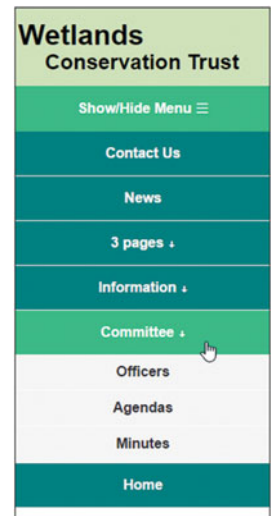 Wetlands
Conservation Trust
Show/Hide Menu ☰
Contact Us
News
3 pages ↓
Information ↓
Committee ↓
Officers
Agendas
Minutes
Home